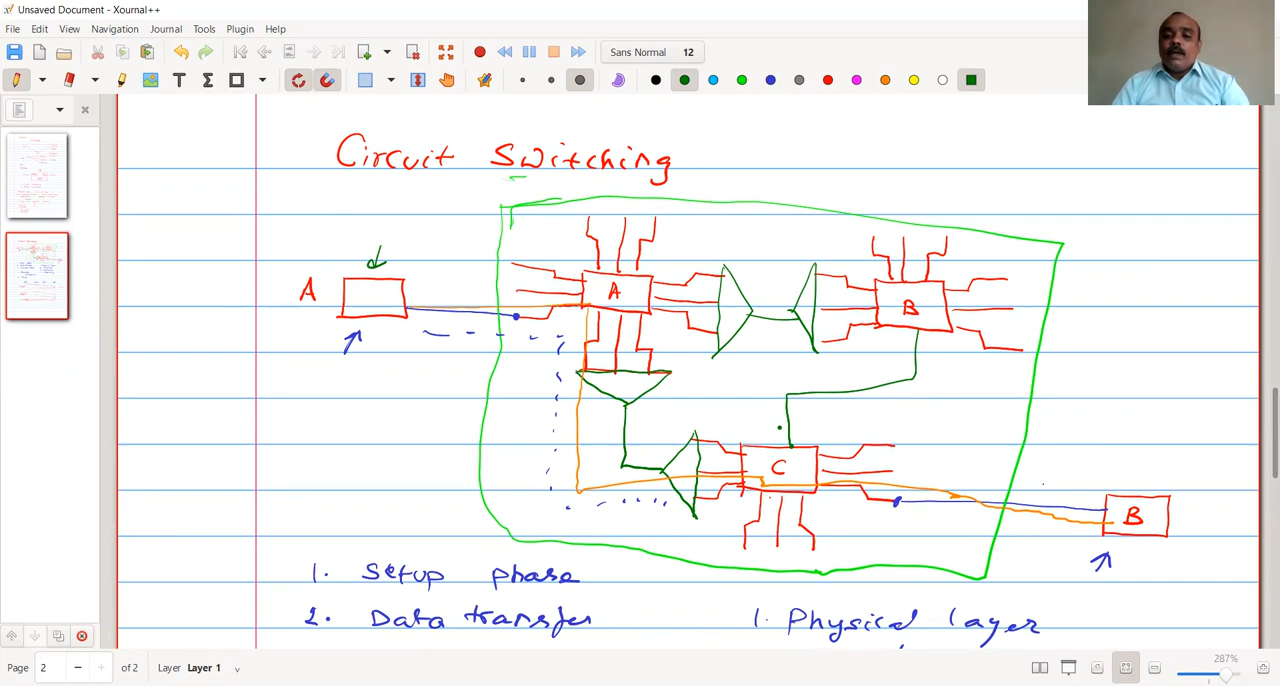 Unsaved Document - Xournal++
File Edit View Navigation Journal Tools Plugin Help
Sans Normal 12
Circuit Switching
A
A
B
C
B
1. Setup phase
2. Data transfer
1. Physical layer
Page 2 of 2 Layer Layer 1
287%